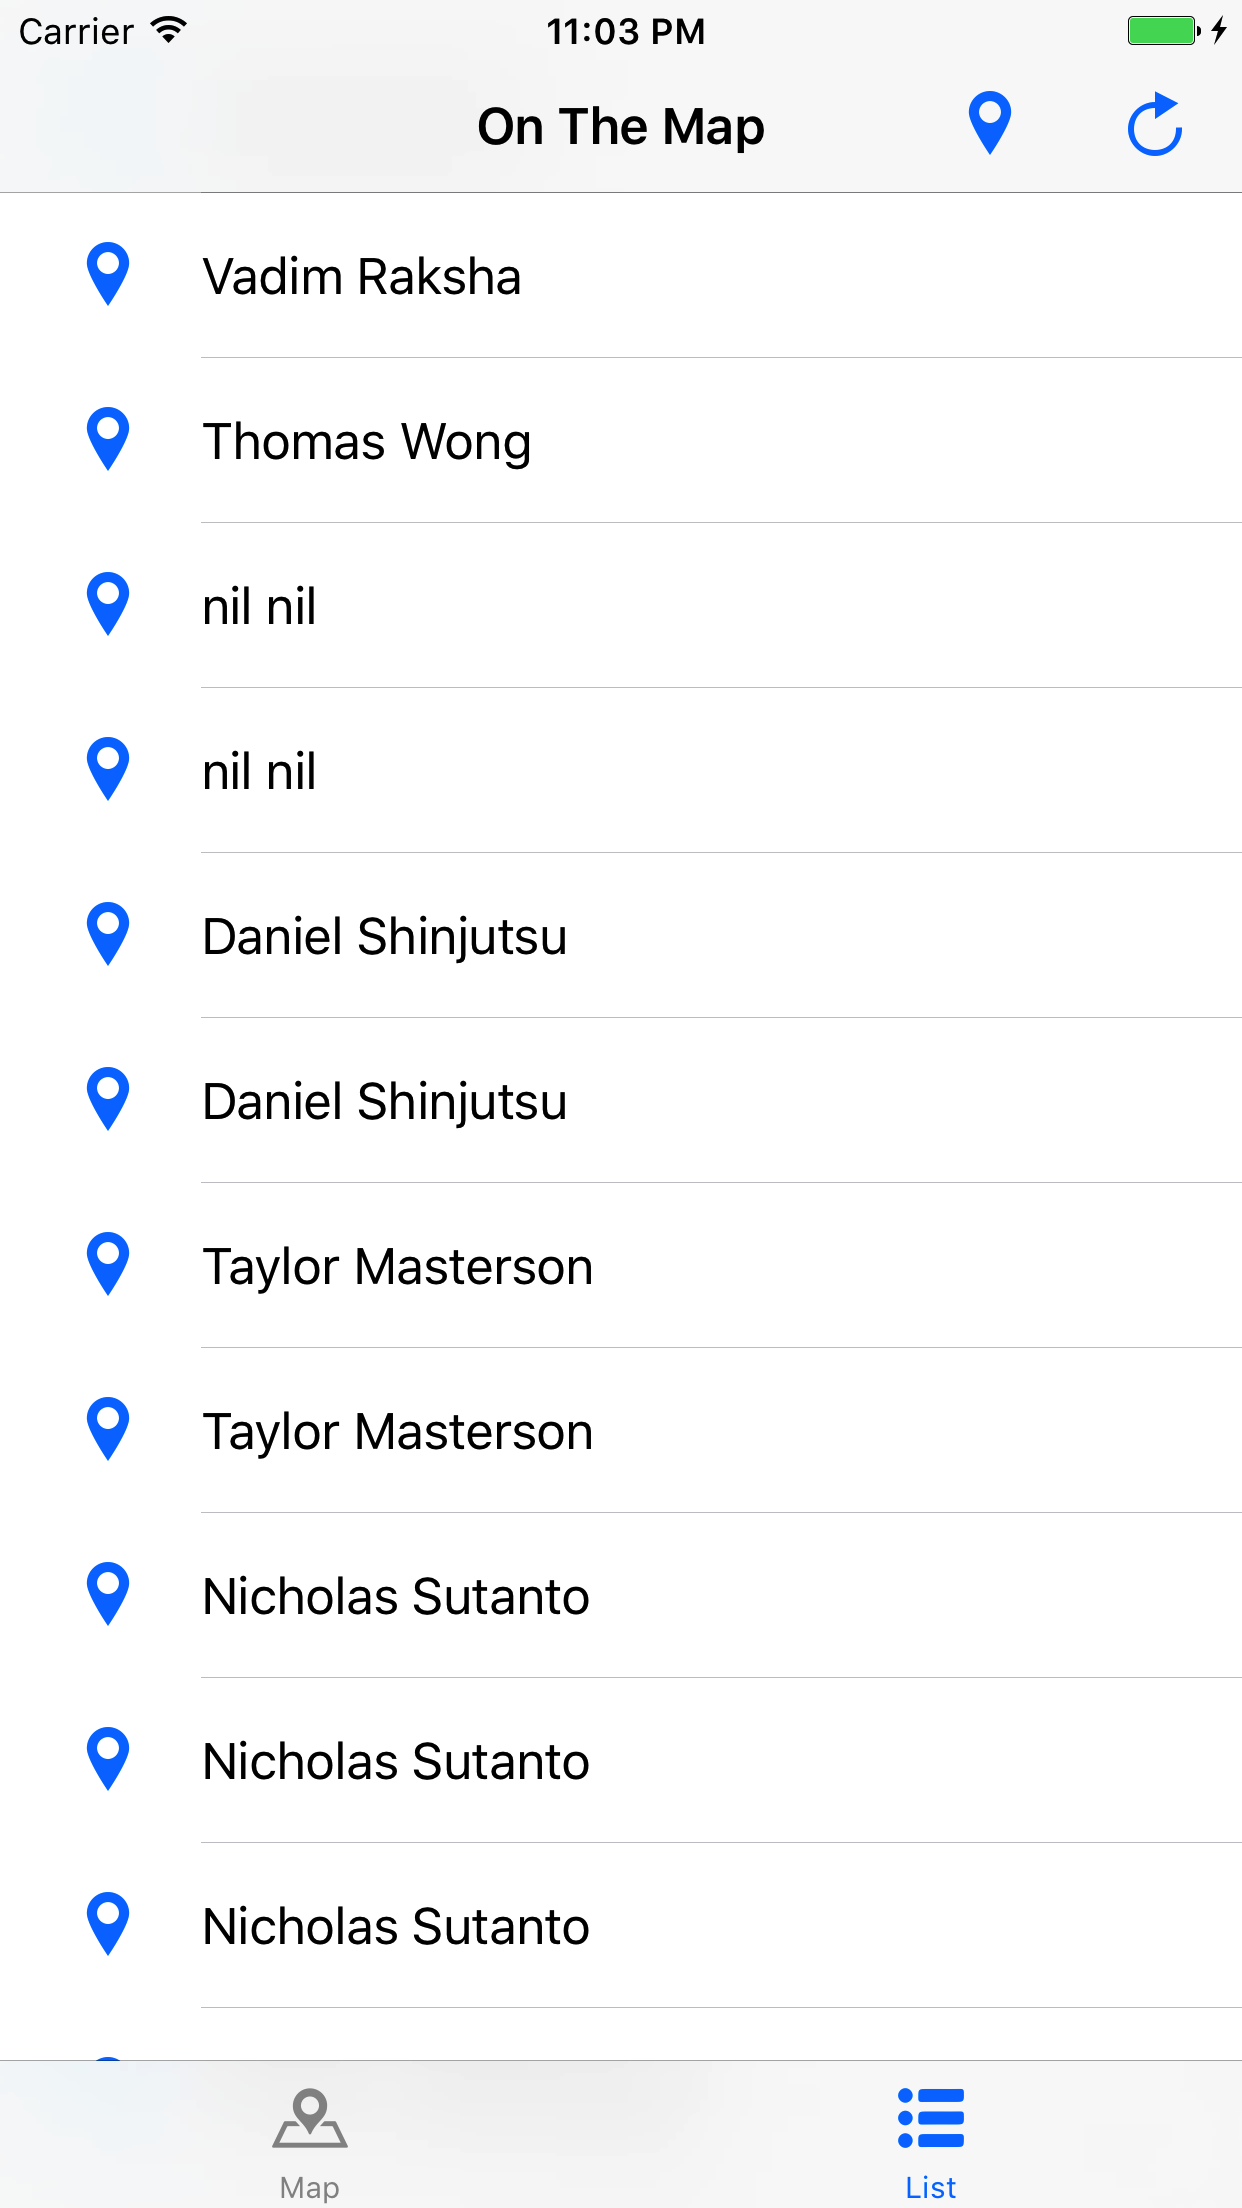 Carrier 11:03 PM
On The Map
Vadim Raksha
Thomas Wong
nil nil
nil nil
Daniel Shinjutsu
Daniel Shinjutsu
Taylor Masterson
Taylor Masterson
Nicholas Sutanto
Nicholas Sutanto
Nicholas Sutanto
Map List